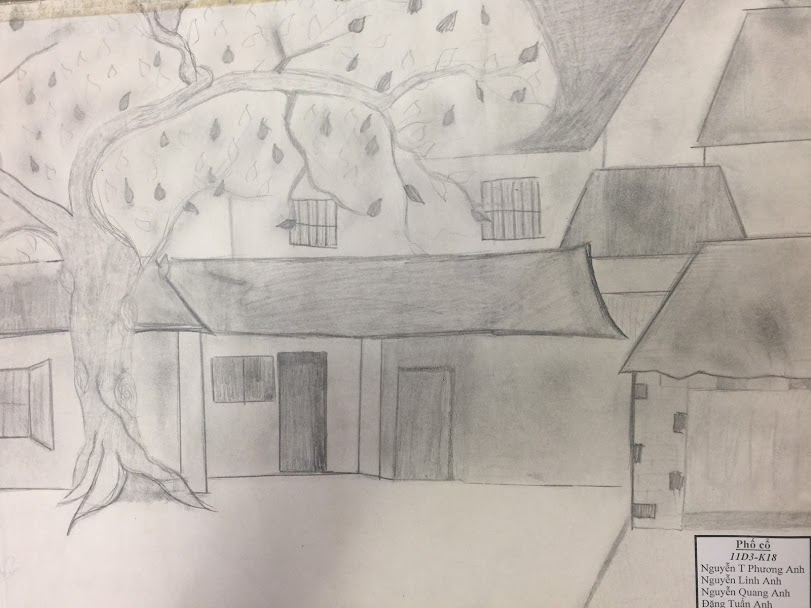 Phố cổ
11D3-K18
Nguyễn T Phương Anh
Nguyễn Linh Anh
Nguyễn Quang Anh
Đặng Tuấn Anh